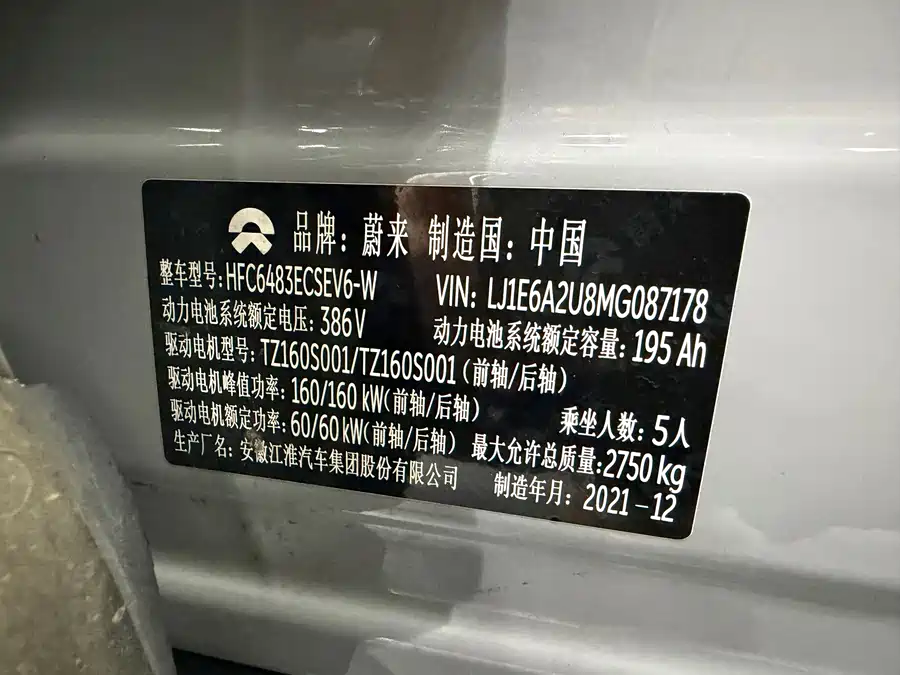 品牌：蔚来 制造国：中国
整车型号：HFC6483ECSEV6-W VIN: LJ1E6A2U8MG087178
动力电池系统额定电压：386V 动力电池系统额定容量：195 Ah
驱动电机型号：TZ160S001/TZ160S001（前轴/后轴）
驱动电机峰值功率：160/160 kW(前轴/后轴) 乘坐人数：5人
驱动电机额定功率：60/60kW(前轴/后轴) 最大允许总质量：2750 kg
生产厂名：安徽江淮汽车集团股份有限公司 制造年月：2021-12